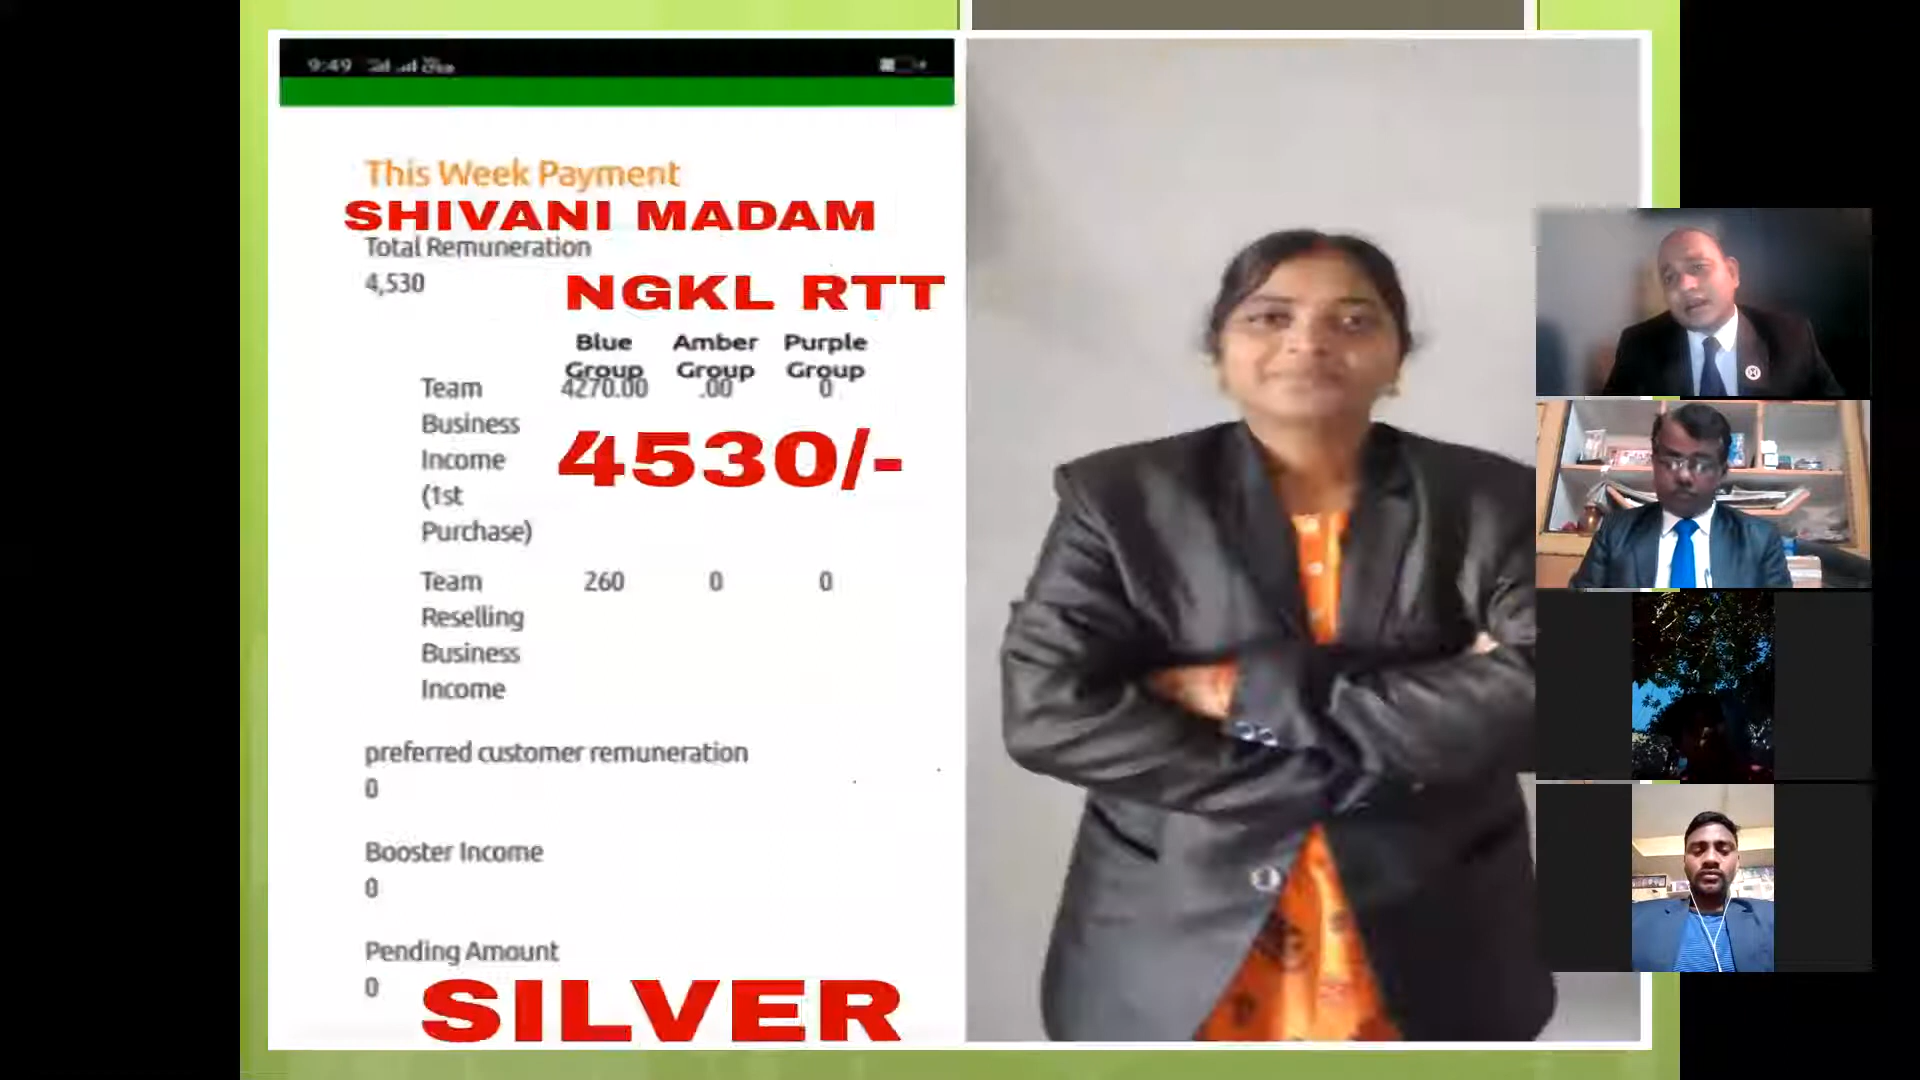 9:49
This Week Payment
SHIVANI MADAM
Total Remuneration
4,530
NGKL RTT
Blue Group
Amber Group
Purple Group
Team Business Income (1st Purchase)
4270.00
.00
0
4530/-
Team Reselling Business Income
260
0
0
preferred customer remuneration
0
Booster Income
0
Pending Amount
0
SILVER